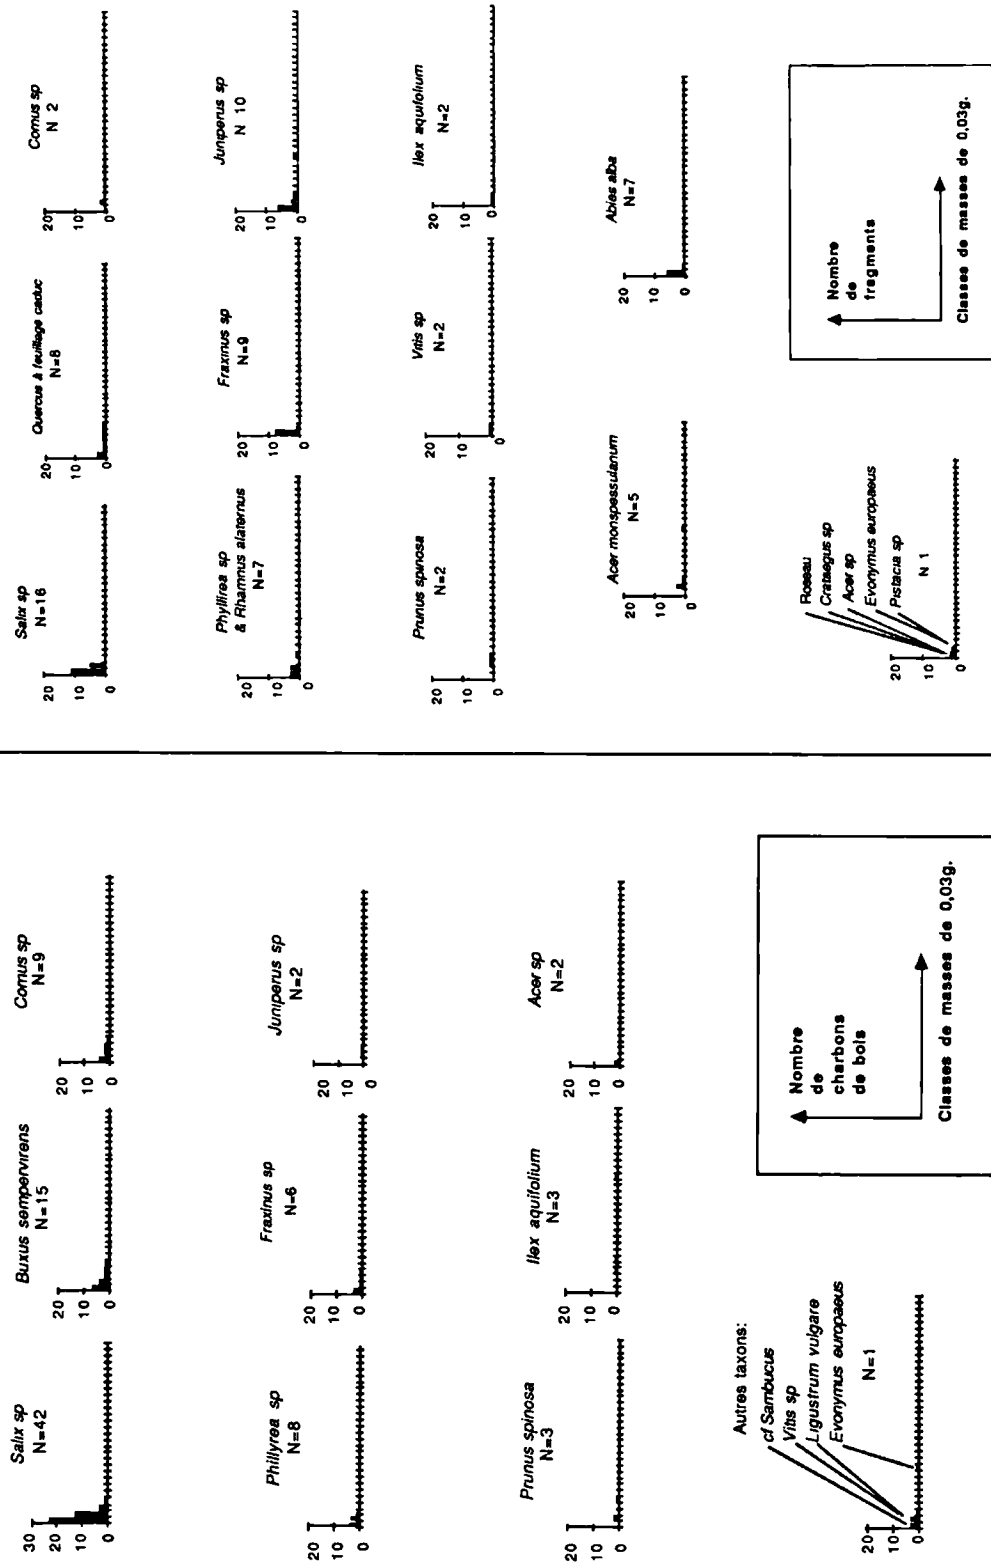 Salix sp
N=42
30
20
10
0
Buxus sempervirens
N=15
20
10
0
Cornus sp
N=9
20
10
0
Phillyrea sp
N=8
20
10
0
Fraxinus sp
N=6
20
10
0
Juniperus sp
N=2
20
10
0
Prunus spinosa
N=3
20
10
0
Ilex aquifolium
N=3
20
10
0
Acer sp
N=2
20
10
0
Autres taxons:
cf Sambucus
Vitis sp
Ligustrum vulgare
Evonymus europaeus
N=1
20
10
0
Nombre
de
charbons
de bois
Classes de masses de 0,03g.
Salix sp
N=16
20
10
0
Quercus à feuillage caduc
N=8
20
10
0
Cornus sp
N 2
20
10
0
Phyllirea sp
& Rhamnus alaternus
N=7
20
10
0
Fraxinus sp
N=9
20
10
0
Juniperus sp
N 10
20
10
0
Prunus spinosa
N=2
20
10
0
Vitis sp
N=2
20
10
0
Ilex aquifolium
N=2
20
10
0
Acer monspessulanum
N=5
20
10
0
Abies alba
N=7
20
10
0
Roseau
Crataegus sp
Acer sp
Evonymus europaeus
Pistacia sp
N 1
20
10
0
Nombre
de
fragments
Classes de masses de 0,03g.